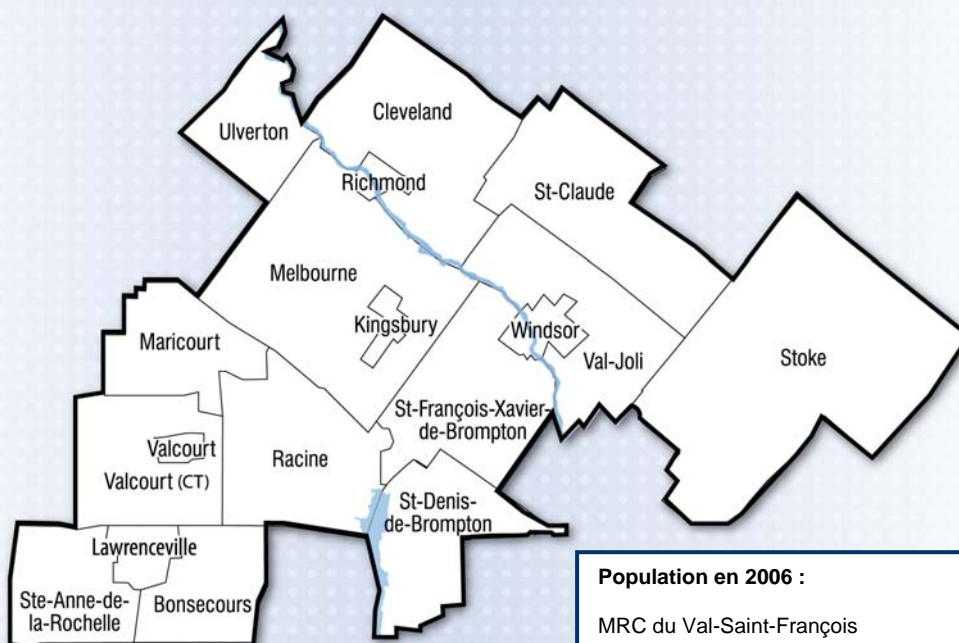 Ulverton
Cleveland
Richmond
St-Claude
Melbourne
Kingsbury
Windsor
Val-Joli
Stoke
Maricourt
St-François-Xavier-
de-Brompton
Valcourt
Valcourt (CT)
Racine
St-Denis-
de-Brompton
Lawrenceville
Ste-Anne-de-
la-Rochelle
Bonsecours
Population en 2006 :
MRC du Val-Saint-François